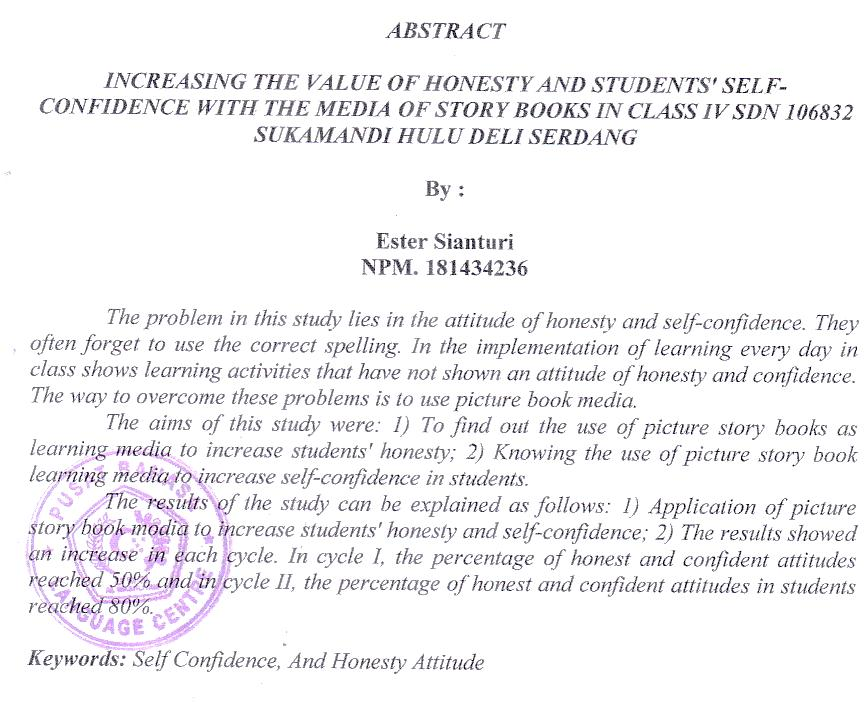 ABSTRACT
INCREASING THE VALUE OF HONESTY AND STUDENTS' SELF-
CONFIDENCE WITH THE MEDIA OF STORY BOOKS IN CLASS IV SDN 106832
SUKAMANDI HULU DELI SERDANG
By :
Ester Sianturi
NPM. 181434236
The problem in this study lies in the attitude of honesty and self-confidence. They
often forget to use the correct spelling. In the implementation of learning every day in
class shows learning activities that have not shown an attitude of honesty and confidence.
The way to overcome these problems is to use picture book media.
The aims of this study were: 1) To find out the use of picture story books as
learning media to increase students' honesty; 2) Knowing the use of picture story book
learning media to increase self-confidence in students.
The results of the study can be explained as follows: 1) Application of picture
story book media to increase students' honesty and self-confidence; 2) The results showed
an increase in each cycle. In cycle I, the percentage of honest and confident attitudes
reached 50% and in cycle II, the percentage of honest and confident attitudes in students
reached 80%.
Keywords: Self Confidence, And Honesty Attitude
PUSAT BAHASA
LANGUAGE CENTRE